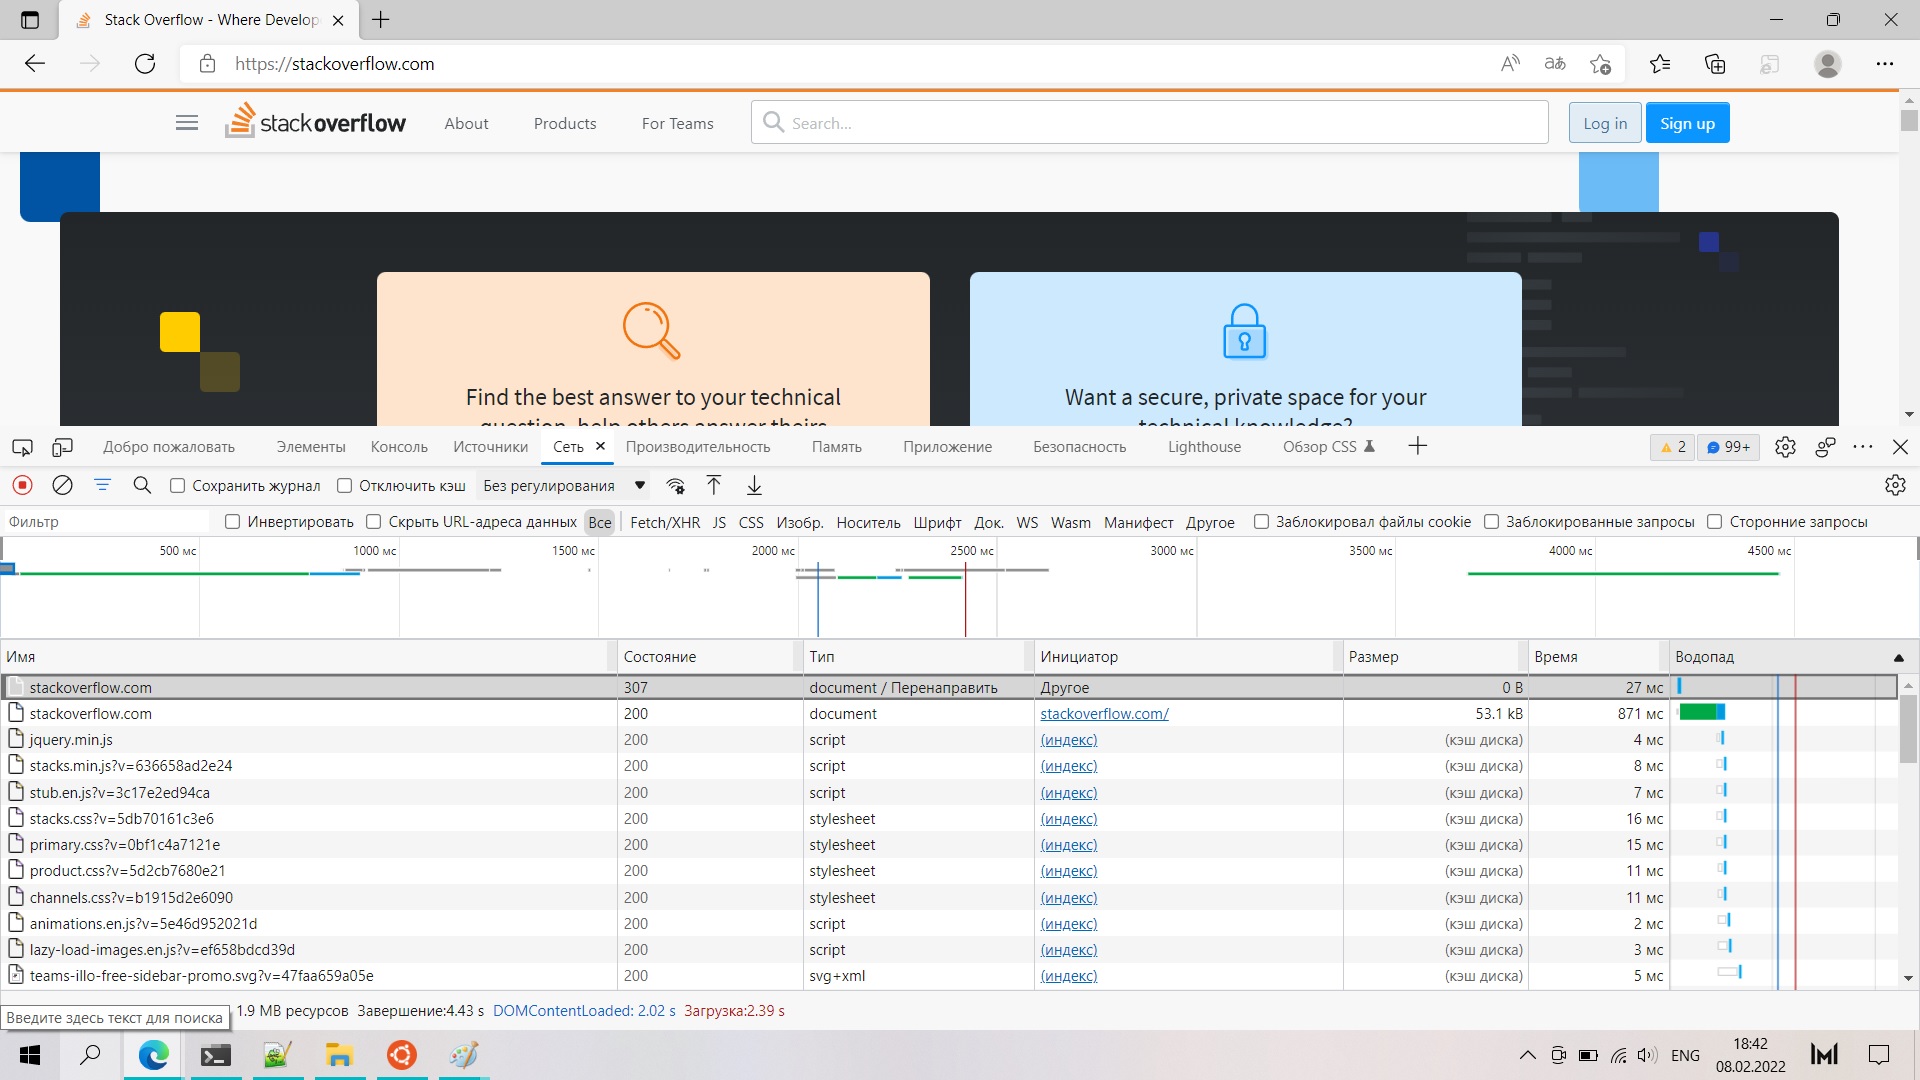 Stack Overflow - Where Develop
https://stackoverflow.com
stackoverflow About Products For Teams Search... Log in Sign up
Find the best answer to your technical
question, help others answer theirs
Want a secure, private space for your
technical knowledge?
Добро пожаловать Элементы Консоль Источники Сеть Производительность Память Приложение Безопасность Lighthouse Обзор CSS 2 99+
Сохранить журнал Отключить кэш Без регулирования
Фильтр Инвертировать Скрыть URL-адреса данных Все Fetch/XHR JS CSS Изобр. Носитель Шрифт Док. WS Wasm Манифест Другое Заблокировал файлы cookie Заблокированные запросы Сторонние запросы
500 мс 1000 мс 1500 мс 2000 мс 2500 мс 3000 мс 3500 мс 4000 мс 4500 мс
Имя Состояние Тип Инициатор Размер Время Водопад
stackoverflow.com 307 document / Перенаправить Другое 0 B 27 мс
stackoverflow.com 200 document stackoverflow.com/ 53.1 kB 871 мс
jquery.min.js 200 script (индекс) (кэш диска) 4 мс
stacks.min.js?v=636658ad2e24 200 script (индекс) (кэш диска) 8 мс
stub.en.js?v=3c17e2ed94ca 200 script (индекс) (кэш диска) 7 мс
stacks.css?v=5db70161c3e6 200 stylesheet (индекс) (кэш диска) 16 мс
primary.css?v=0bf1c4a7121e 200 stylesheet (индекс) (кэш диска) 15 мс
product.css?v=5d2cb7680e21 200 stylesheet (индекс) (кэш диска) 11 мс
channels.css?v=b1915d2e6090 200 stylesheet (индекс) (кэш диска) 11 мс
animations.en.js?v=5e46d952021d 200 script (индекс) (кэш диска) 2 мс
lazy-load-images.en.js?v=ef658bdcd39d 200 script (индекс) (кэш диска) 3 мс
teams-illo-free-sidebar-promo.svg?v=47faa659a05e 200 svg+xml (индекс) (кэш диска) 5 мс
1.9 MB ресурсов Завершение:4.43 s DOMContentLoaded: 2.02 s Загрузка:2.39 s
Введите здесь текст для поиска
ENG 18:42
08.02.2022